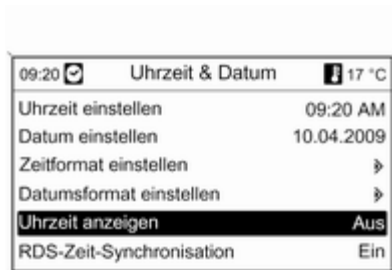 09:20 Uhrzeit & Datum 17 °C
Uhrzeit einstellen 09:20 AM
Datum einstellen 10.04.2009
Zeitformat einstellen
Datumsformat einstellen
Uhrzeit anzeigen Aus
RDS-Zeit-Synchronisation Ein